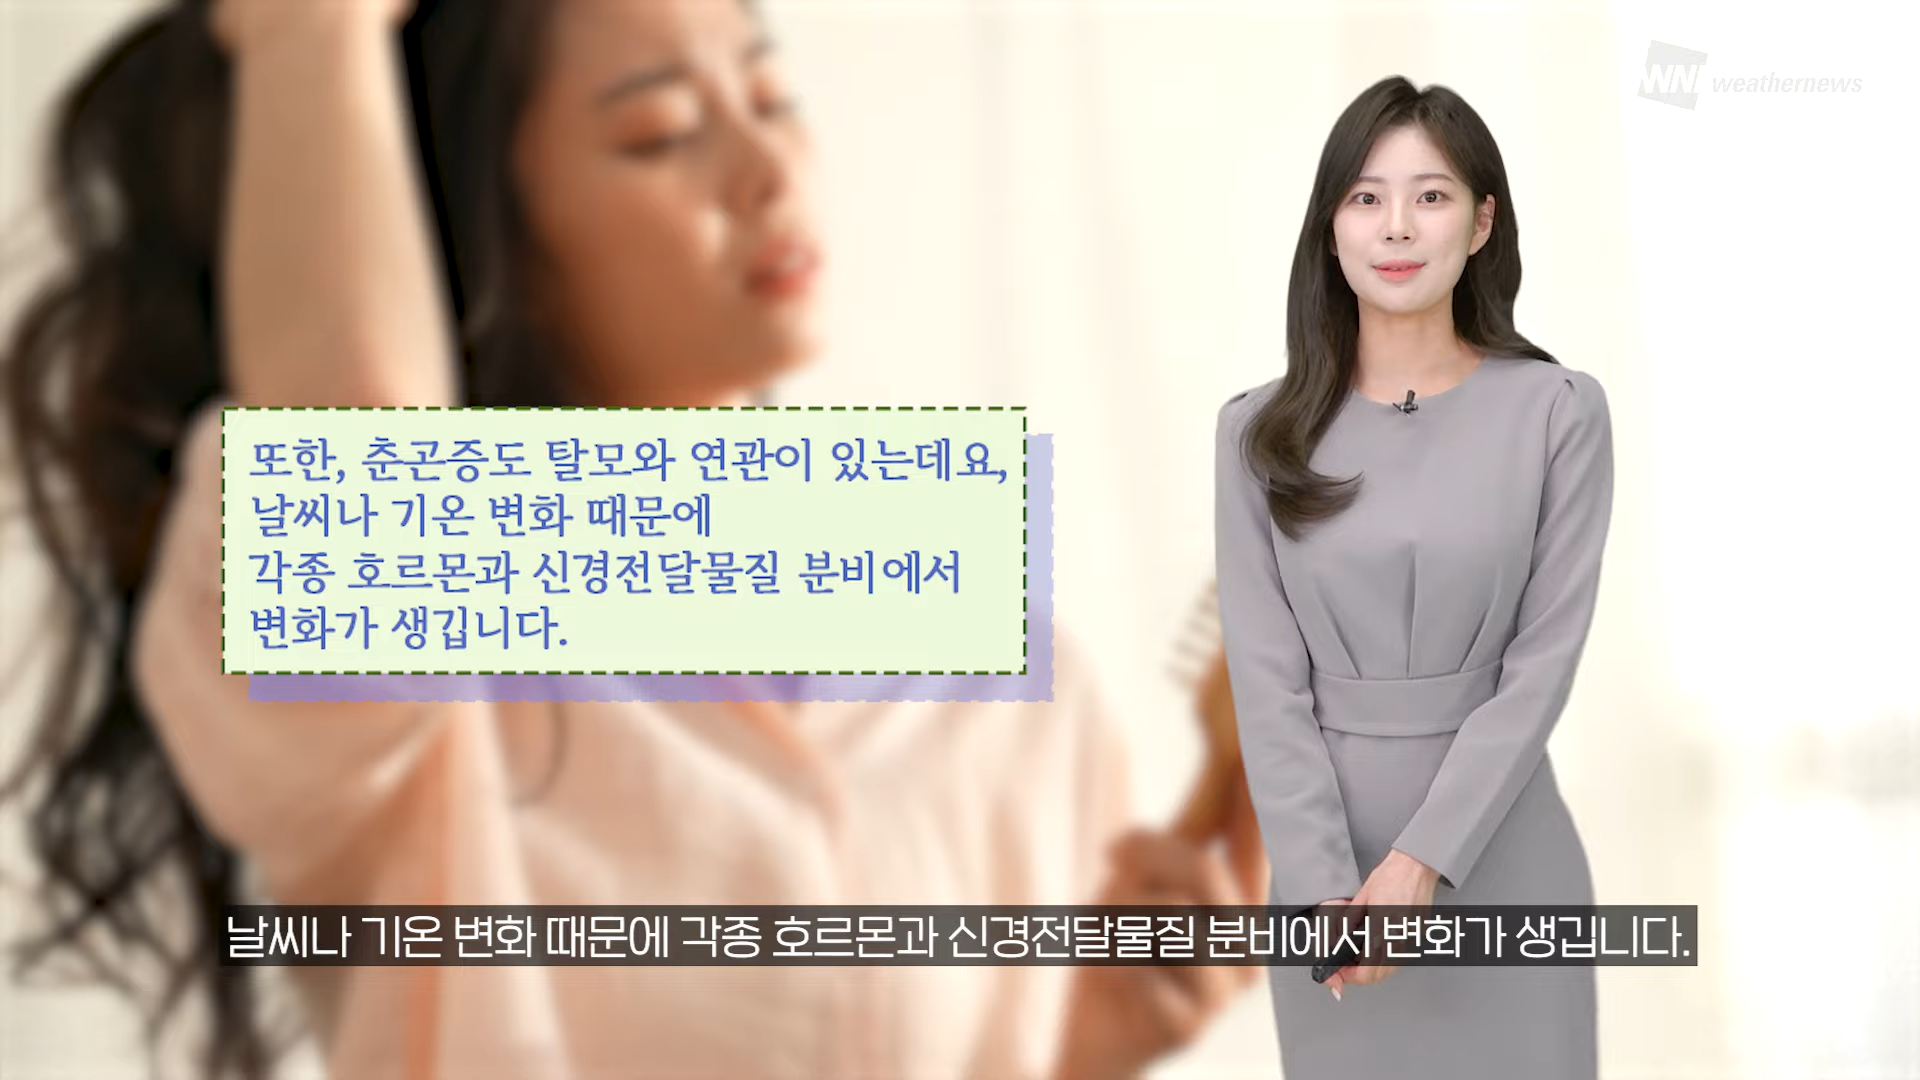 WNI weathernews
또한, 춘곤증도 탈모와 연관이 있는데요,
날씨나 기온 변화 때문에
각종 호르몬과 신경전달물질 분비에서
변화가 생깁니다.
날씨나 기온 변화 때문에 각종 호르몬과 신경전달물질 분비에서 변화가 생깁니다.